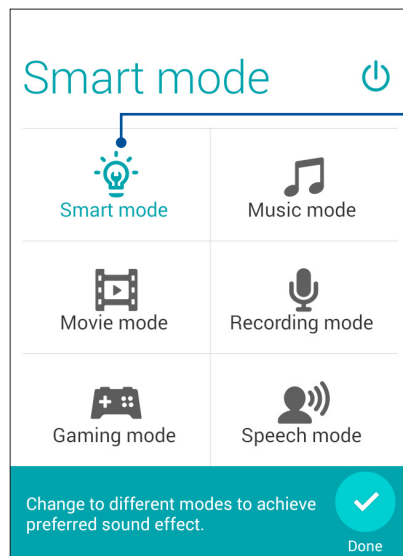 Smart mode
Smart mode
Music mode
Movie mode
Recording mode
Gaming mode
Speech mode
Change to different modes to achieve
preferred sound effect.
Done